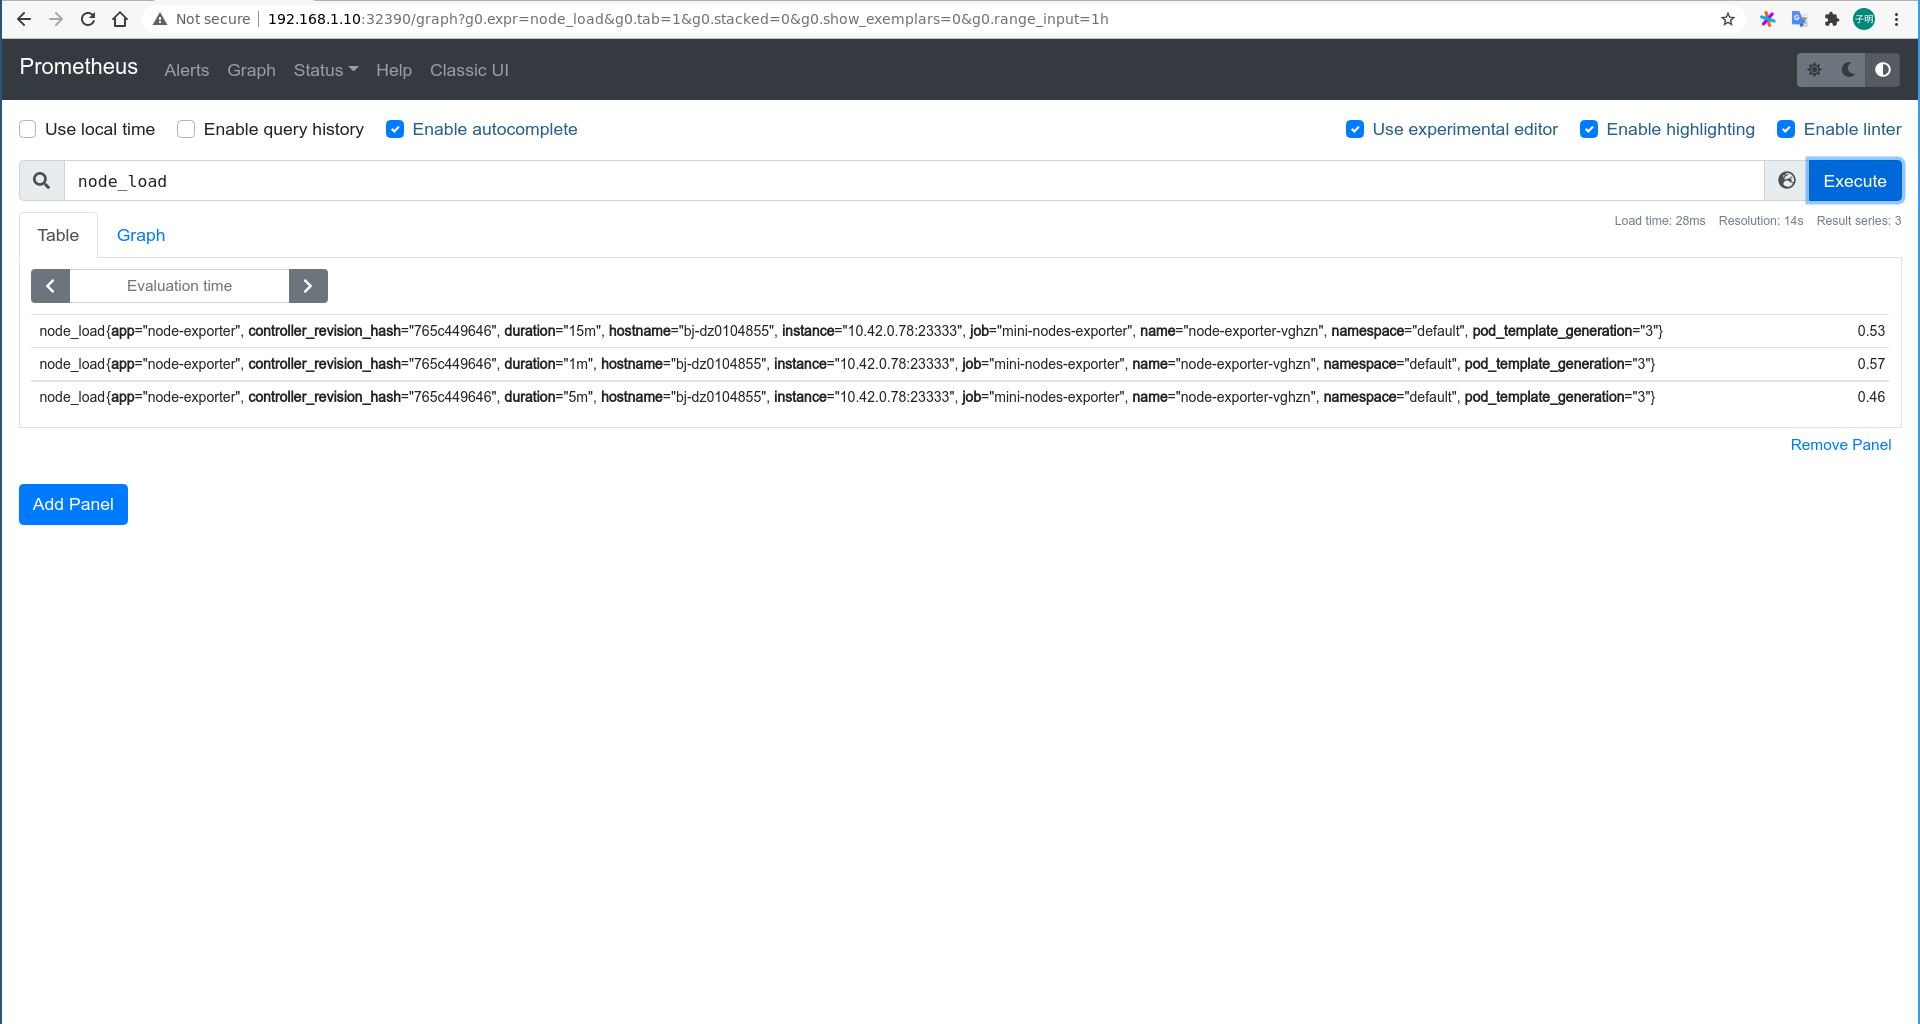 Not secure 192.168.1.10:32390/graph?g0.expr=node_load&g0.tab=1&g0.stacked=0&g0.show_exemplars=0&g0.range_input=1h 子明
Prometheus Alerts Graph Status Help Classic UI
Use local time Enable query history Enable autocomplete Use experimental editor Enable highlighting Enable linter
node_load Execute
Load time: 28ms Resolution: 14s Result series: 3
Table Graph
Evaluation time
node_load{app="node-exporter", controller_revision_hash="765c449646", duration="15m", hostname="bj-dz0104855", instance="10.42.0.78:23333", job="mini-nodes-exporter", name="node-exporter-vghzn", namespace="default", pod_template_generation="3"} 0.53
node_load{app="node-exporter", controller_revision_hash="765c449646", duration="1m", hostname="bj-dz0104855", instance="10.42.0.78:23333", job="mini-nodes-exporter", name="node-exporter-vghzn", namespace="default", pod_template_generation="3"} 0.57
node_load{app="node-exporter", controller_revision_hash="765c449646", duration="5m", hostname="bj-dz0104855", instance="10.42.0.78:23333", job="mini-nodes-exporter", name="node-exporter-vghzn", namespace="default", pod_template_generation="3"} 0.46
Remove Panel
Add Panel